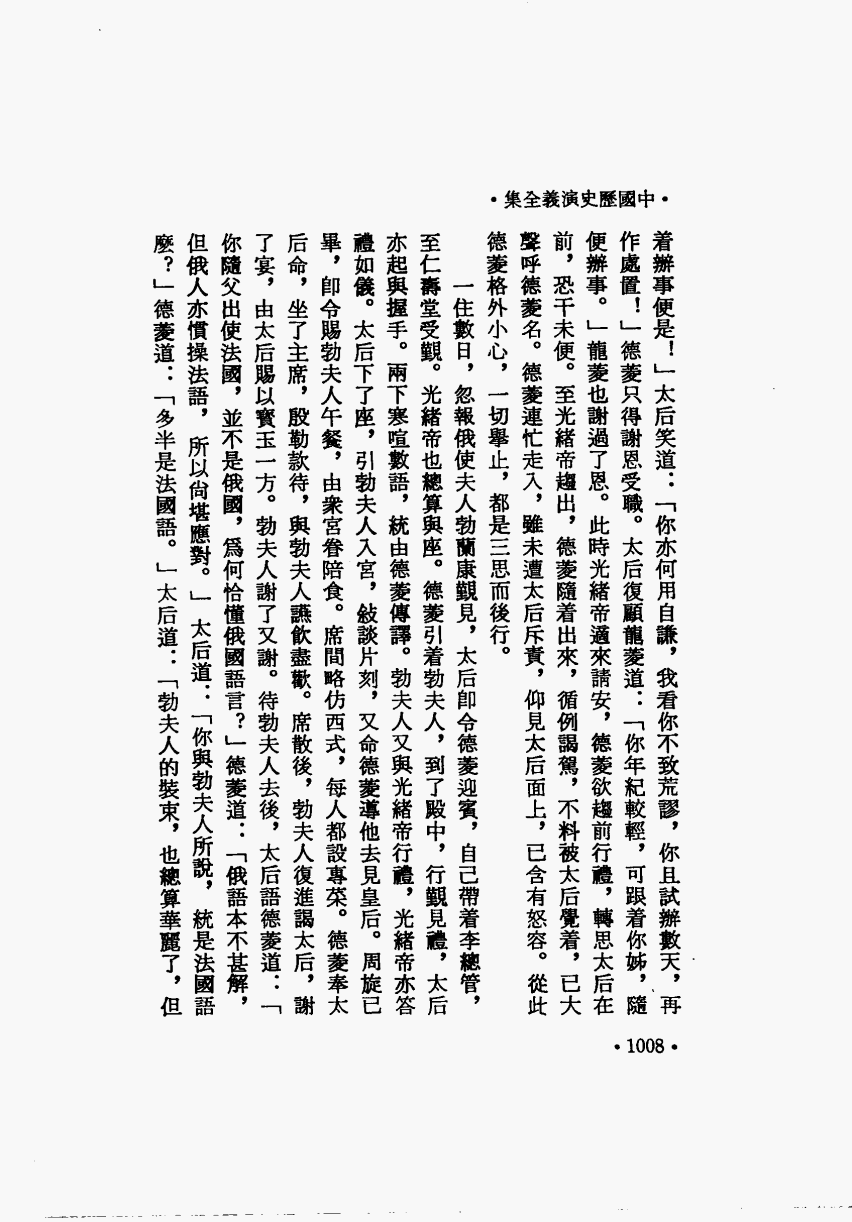 •中國歷史演義全集•
着辦事便是！」太后笑道：「你亦何用自謙，我看你不致荒謬，你且試辦數天，再
作處置！」德菱只得謝恩受職。太后復顧龍菱道：「你年紀較輕，可跟着你姊，隨
便辦事。」龍菱也謝過了恩。此時光緒帝適來請安，德菱欲趨前行禮，轉思太后在
前，恐干未便。至光緒帝趨出，德菱隨着出來，循例謁駕，不料被太后覺着，已大
聲呼德菱名。德菱連忙走入，雖未遭太后斥責，仰見太后面上，已含有怒容。從此
德菱格外小心，一切舉止，都是三思而後行。
一住數日，忽報俄使夫人勃蘭康覲見，太后卽令德菱迎賓，自己帶着李總管，
至仁壽堂受覲。光緒帝也總算與座。德菱引着勃夫人，到了殿中，行覲見禮，太后
亦起與握手。兩下寒喧數語，統由德菱傳譯。勃夫人又與光緒帝行禮，光緒帝亦答
禮如儀。太后下了座，引勃夫人入宮，敍談片刻，又命德菱導他去見皇后。周旋已
畢，卽令賜勃夫人午餐，由衆宮眷陪食。席間略仿西式，每人都設專菜。德菱奉太
后命，坐了主席，殷勤款待，與勃夫人讌飲盡歡。席散後，勃夫人復進謁太后，謝
了宴，由太后賜以寶玉一方。勃夫人謝了又謝。待勃夫人去後，太后語德菱道：「
你隨父出使法國，並不是俄國，爲何恰懂俄國語言？」德菱道：「俄語本不甚解，
但俄人亦慣操法語，所以尙堪應對。」太后道：「你與勃夫人所說，統是法國語
麽？」德菱道：「多半是法國語。」太后道：「勃夫人的裝束，也總算華麗了，但
•1008•